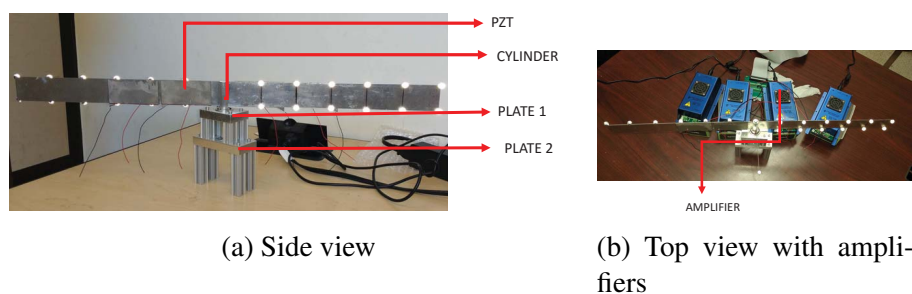 PZT
CYLINDER
PLATE 1
PLATE 2
AMPLIFIER
(a) Side view
(b) Top view with ampli-
fiers